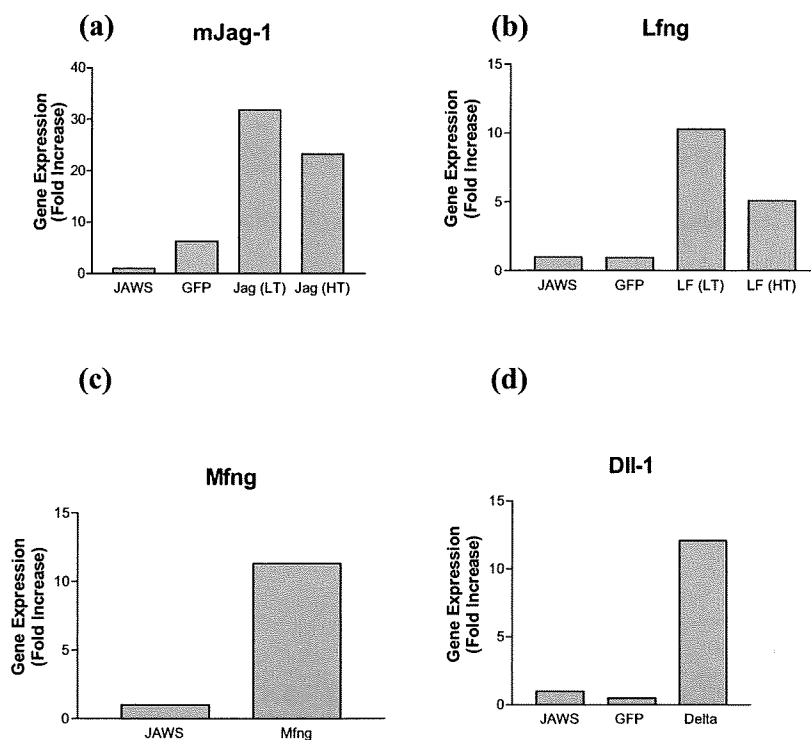 (a)
mJag-1
Gene Expression
(Fold Increase)
40
30
20
10
0
JAWS GFP Jag (LT) Jag (HT)
(b)
Lfng
Gene Expression
(Fold Increase)
15
10
5
0
JAWS GFP LF (LT) LF (HT)
(c)
Mfng
Gene Expression
(Fold Increase)
15
10
5
0
JAWS Mfng
(d)
Dll-1
Gene Expression
(Fold Increase)
15
10
5
0
JAWS GFP Delta